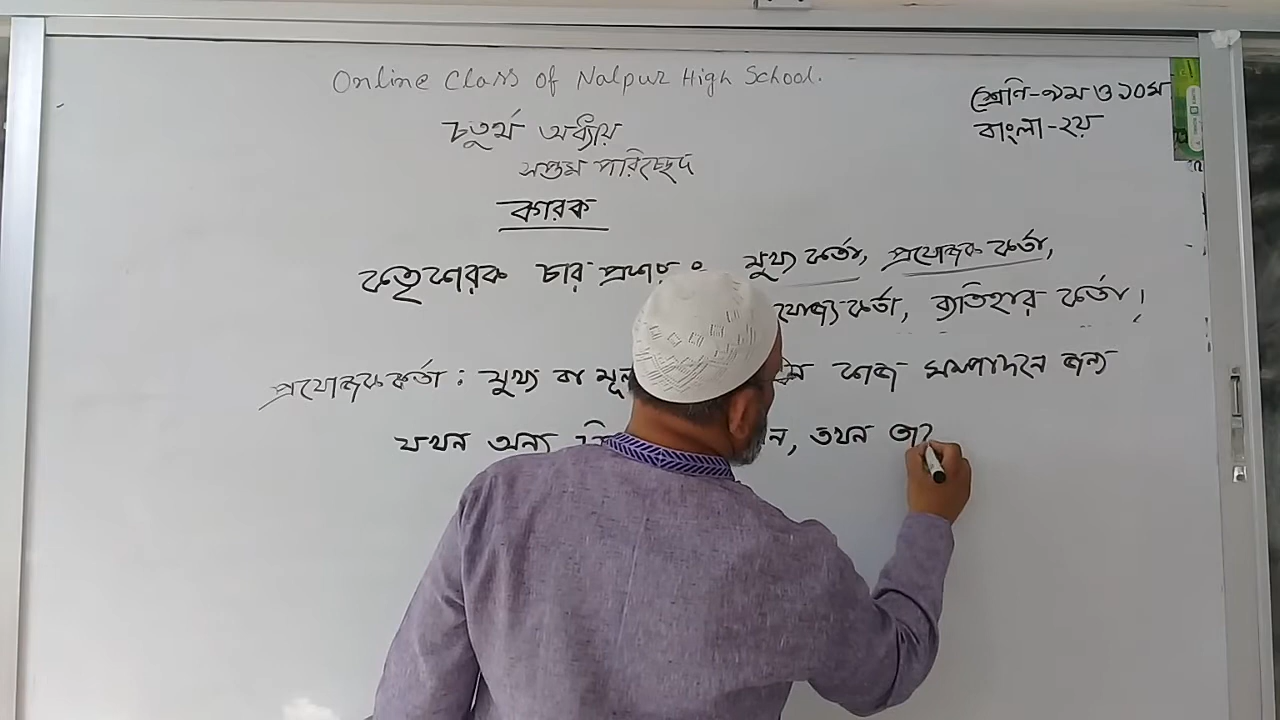 Online Class of Nalpur High School.
শ্রেণি-৯ম ও ১০ম
বাংলা-২য়
চতুর্থ অধ্যায়
সপ্তম পরিচ্ছেদ
কারক
কর্তৃকারক চার প্রকার: মুখ্য কর্তা, প্রযোজক কর্তা,
যোজ্য কর্তা, ব্যতিহার কর্তা।
প্রযোজক কর্তা: মুখ্য বা মূল কাজ সম্পাদনে জন্য
যখন অন্য তখন